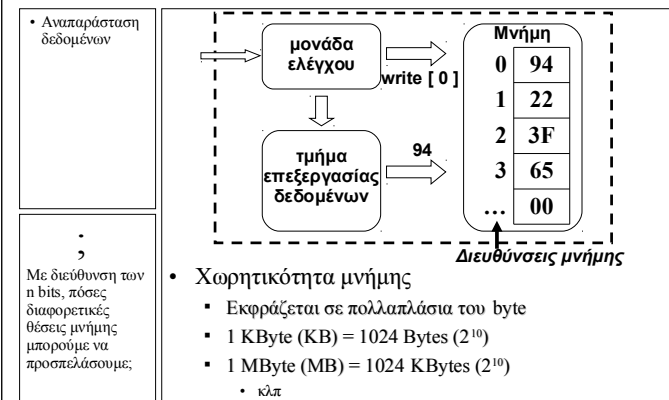 • Αναπαράσταση
δεδομένων
;
Με διεύθυνση των
n bits, πόσες
διαφορετικές
θέσεις μνήμης
μπορούμε να
προσπελάσουμε;
μονάδα
ελέγχου
write [ 0 ]
τμήμα
επεξεργασίας
δεδομένων
94
Μνήμη
0 94
1 22
2 3F
3 65
... 00
Διευθύνσεις μνήμης
• Χωρητικότητα μνήμης
▪ Εκφράζεται σε πολλαπλάσια του byte
▪ 1 KByte (KB) = 1024 Bytes (2¹⁰)
▪ 1 MByte (MB) = 1024 KBytes (2¹⁰)
• κλπ